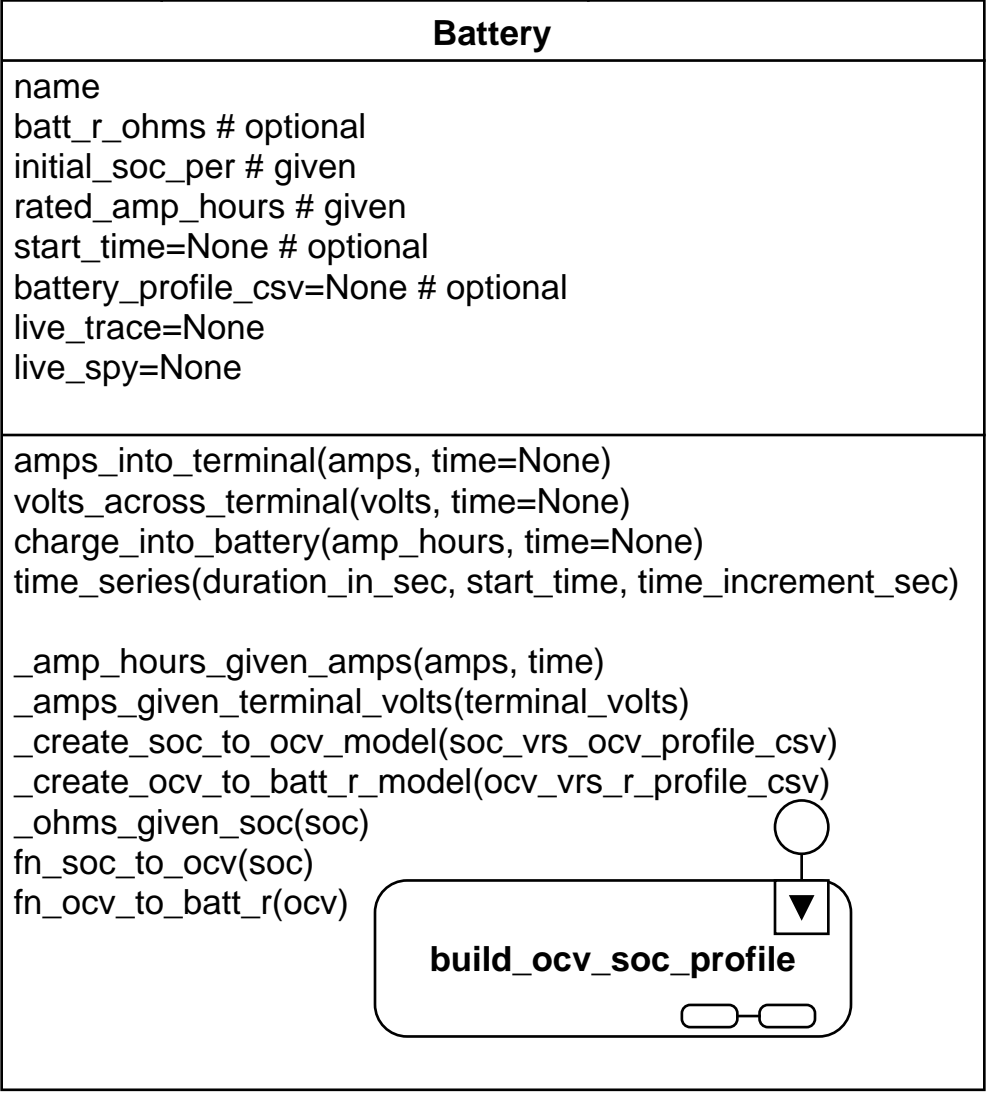 Battery
name
batt_r_ohms # optional
initial_soc_per # given
rated_amp_hours # given
start_time=None # optional
battery_profile_csv=None # optional
live_trace=None
live_spy=None
amps_into_terminal(amps, time=None)
volts_across_terminal(volts, time=None)
charge_into_battery(amp_hours, time=None)
time_series(duration_in_sec, start_time, time_increment_sec)
_amp_hours_given_amps(amps, time)
_amps_given_terminal_volts(terminal_volts)
_create_soc_to_ocv_model(soc_vrs_ocv_profile_csv)
_create_ocv_to_batt_r_model(ocv_vrs_r_profile_csv)
_ohms_given_soc(soc)
fn_soc_to_ocv(soc)
fn_ocv_to_batt_r(ocv)
build_ocv_soc_profile